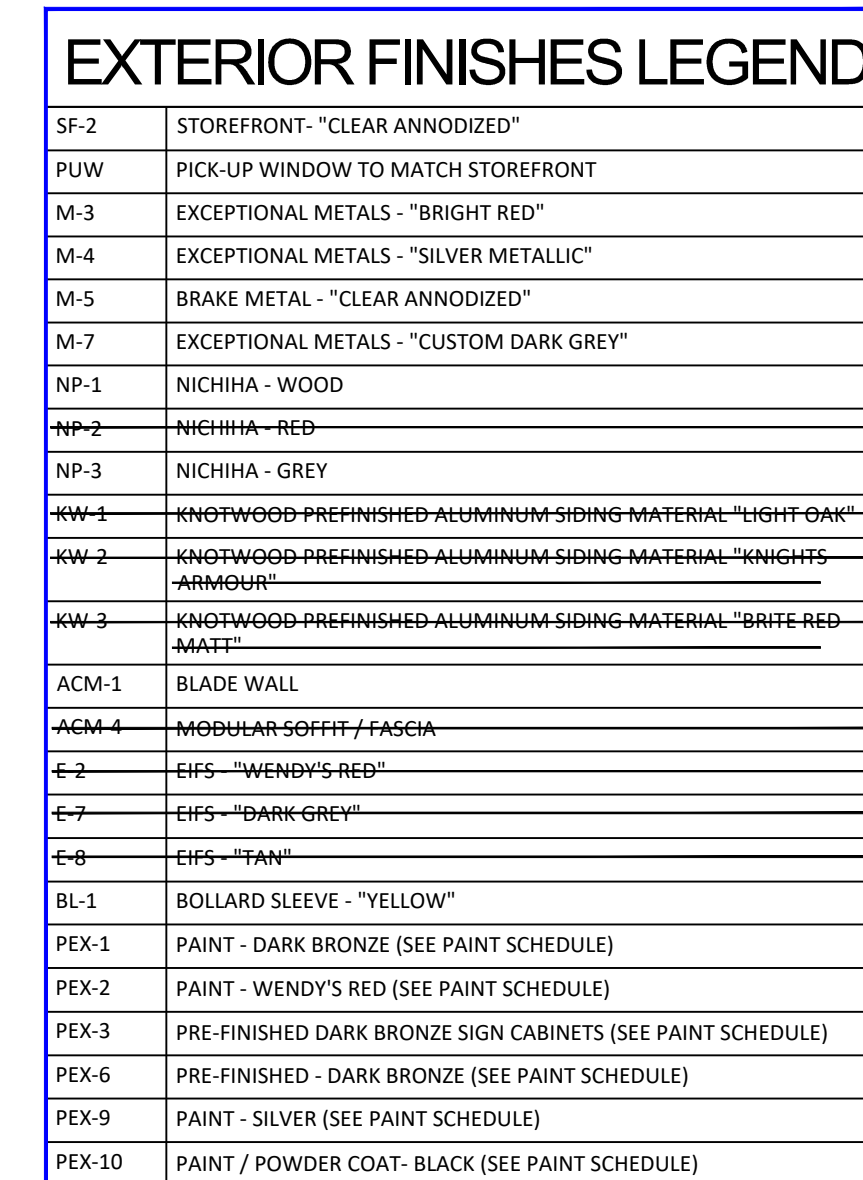 EXTERIOR FINISHES LEGEND
SF-2 STOREFRONT- "CLEAR ANNODIZED"
PUW PICK-UP WINDOW TO MATCH STOREFRONT
M-3 EXCEPTIONAL METALS - "BRIGHT RED"
M-4 EXCEPTIONAL METALS - "SILVER METALLIC"
M-5 BRAKE METAL - "CLEAR ANNODIZED"
M-7 EXCEPTIONAL METALS - "CUSTOM DARK GREY"
NP-1 NICHIHA - WOOD
NP-2 NICHIHA - RED
NP-3 NICHIHA - GREY
KW-1 KNOTWOOD PREFINISHED ALUMINUM SIDING MATERIAL "LIGHT OAK"
KW-2 KNOTWOOD PREFINISHED ALUMINUM SIDING MATERIAL "KNIGHTS
ARMOUR"
KW-3 KNOTWOOD PREFINISHED ALUMINUM SIDING MATERIAL "BRITE RED
MATT"
ACM-1 BLADE WALL
ACM-4 MODULAR SOFFIT / FASCIA
E-2 EIFS - "WENDY'S RED"
E-7 EIFS - "DARK GREY"
E-8 EIFS - "TAN"
BL-1 BOLLARD SLEEVE - "YELLOW"
PEX-1 PAINT - DARK BRONZE (SEE PAINT SCHEDULE)
PEX-2 PAINT - WENDY'S RED (SEE PAINT SCHEDULE)
PEX-3 PRE-FINISHED DARK BRONZE SIGN CABINETS (SEE PAINT SCHEDULE)
PEX-6 PRE-FINISHED - DARK BRONZE (SEE PAINT SCHEDULE)
PEX-9 PAINT - SILVER (SEE PAINT SCHEDULE)
PEX-10 PAINT / POWDER COAT- BLACK (SEE PAINT SCHEDULE)